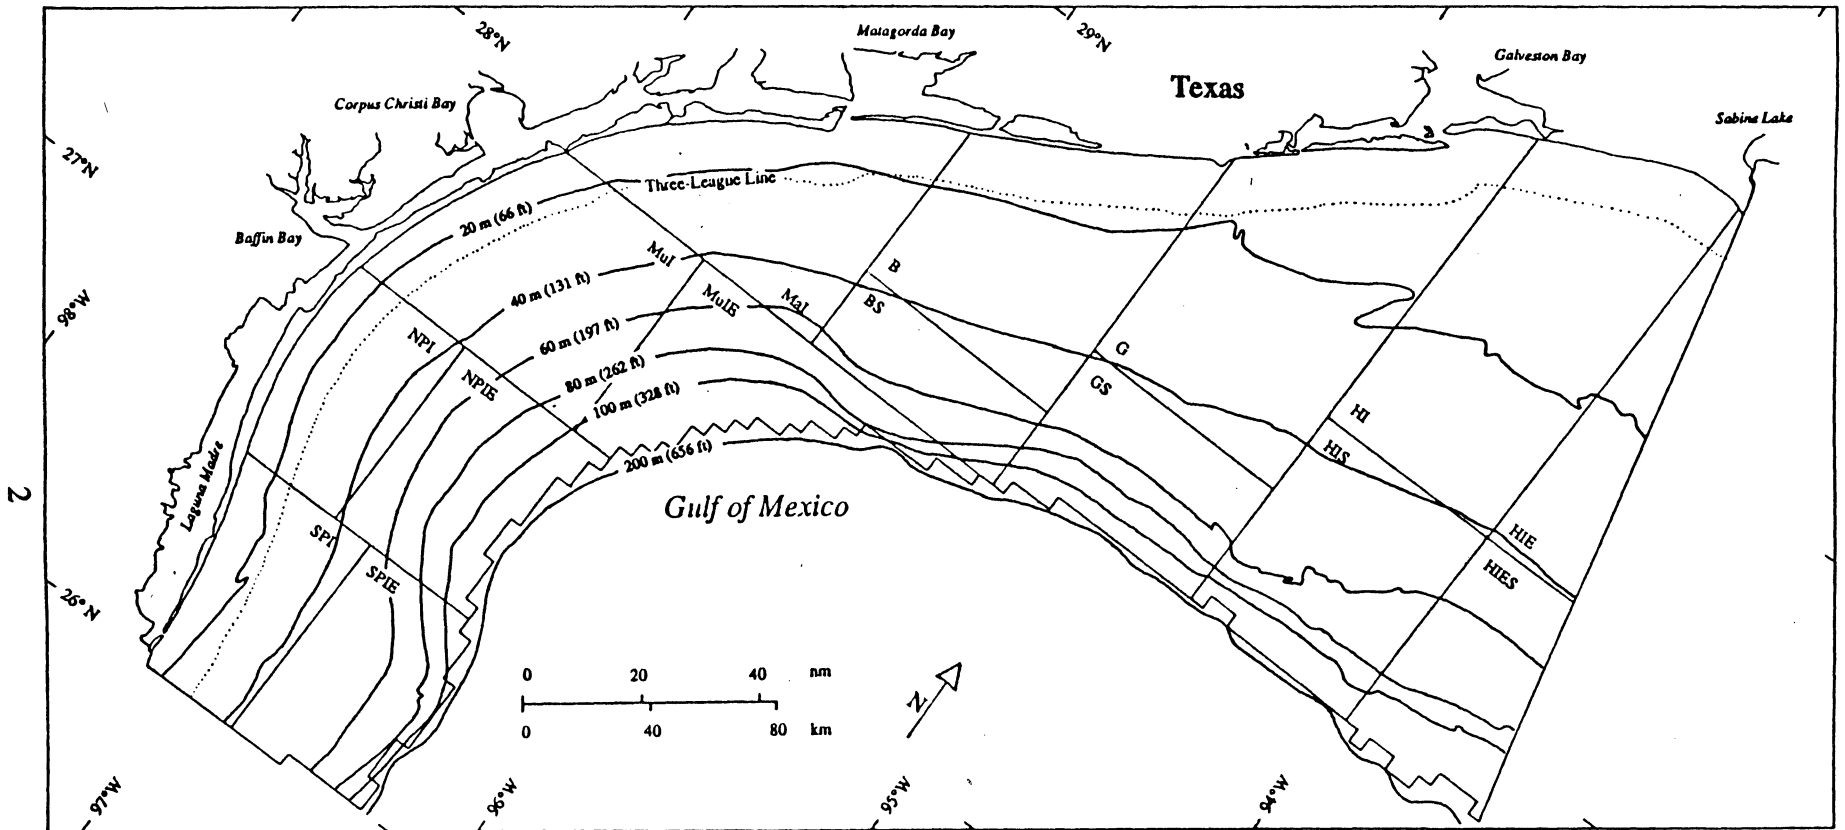 28°N
Matagorda Bay
29°N
Galveston Bay
Texas
Corpus Christi Bay
Sabine Lake
27°N
Three-League Line
20 m (66 ft)
Baffin Bay
MuI
B
40 m (131 ft)
MuIE
MaI
BS
98°W
60 m (197 ft)
NPI
G
80 m (262 ft)
NPIE
GS
100 m (328 ft)
HI
HIS
200 m (656 ft)
Laguna Madre
2
Gulf of Mexico
SPI
HIE
SPIE
HIES
26°N
0 20 40 nm
N
0 40 80 km
97°W
96°W
95°W
94°W